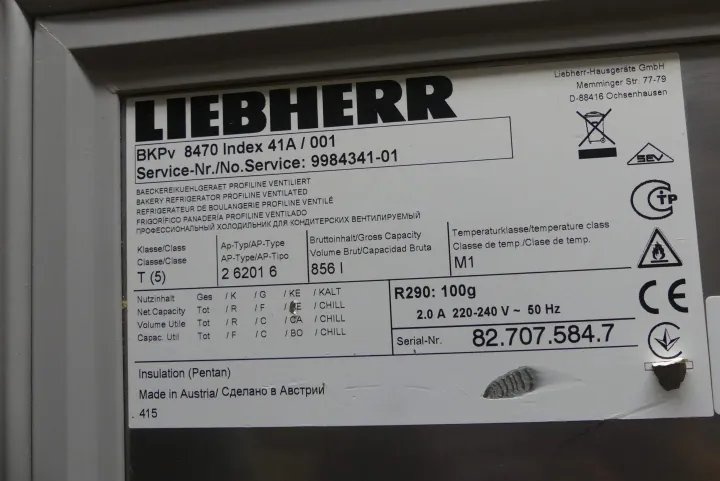 LIEBHERR
Liebherr-Hausgeräte GmbH
Memminger Str. 77-79
D-88416 Ochsenhausen
BKPv 8470 Index 41A / 001
Service-Nr./No.Service: 9984341-01
SEV
BAECKEREIKUEHLGERAET PROFILINE VENTILIERT
BAKERY REFRIGERATOR PROFILINE VENTILATED
REFRIGERATEUR DE BOULANGERIE PROFILINE VENTILÉ
FRIGORÍFICO PANADERÍA PROFILINE VENTILADO
ПРОФЕССИОНАЛЬНЫЙ ХОЛОДИЛЬНИК ДЛЯ КОНДИТЕРСКИХ ВЕНТИЛИРУЕМЫЙ
Klasse/Class
Classe/Clase
T (5)
Ap-Typ/AP-Type
AP-Type/AP-Tipo
2 6201 6
Bruttoinhalt/Gross Capacity
Volume Brut/Capacidad Bruta
856 l
Temperaturklasse/temperature class
Classe de temp./Clase de temp.
M1
Nutzinhalt Ges / K / G / KE / KALT
Net Capacity Tot / R / F / CE / CHILL
Volume Utile Tot / R / C / CA / CHILL
Capac. Util Tot / F / C / BO / CHILL
R290: 100g
2.0 A 220-240 V ~ 50 Hz
Serial-Nr. 82.707.584.7
CE
Insulation (Pentan)
Made in Austria/ Сделано в Австрии
415